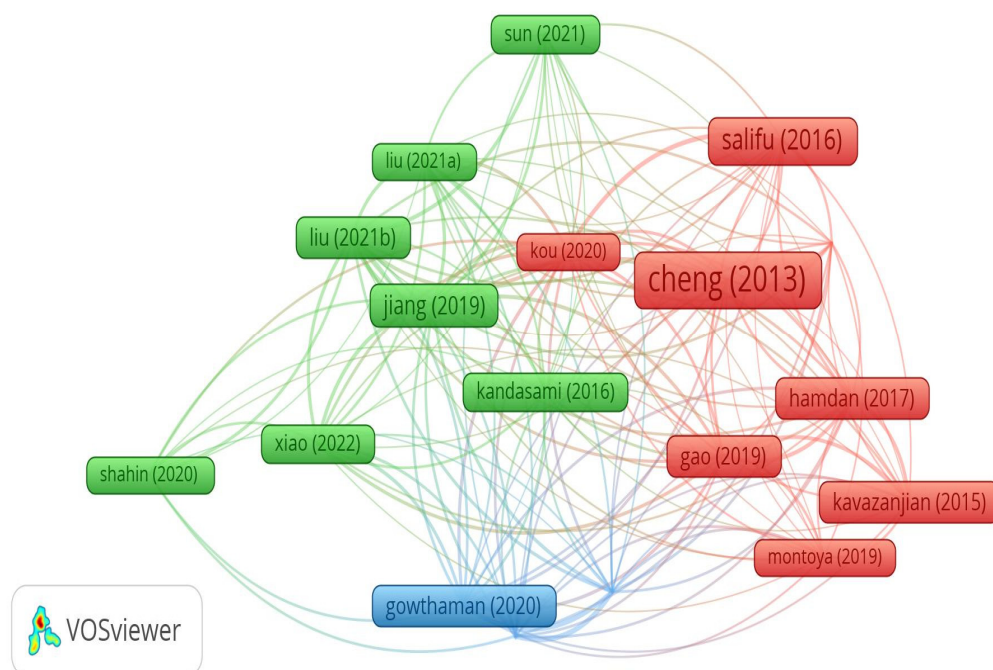 sun (2021)
salifu (2016)
liu (2021a)
liu (2021b)
kou (2020)
cheng (2013)
jiang (2019)
kandasami (2016)
hamdan (2017)
xiao (2022)
gao (2019)
shahin (2020)
kavazanjian (2015)
montoya (2019)
gowthaman (2020)
VOSviewer